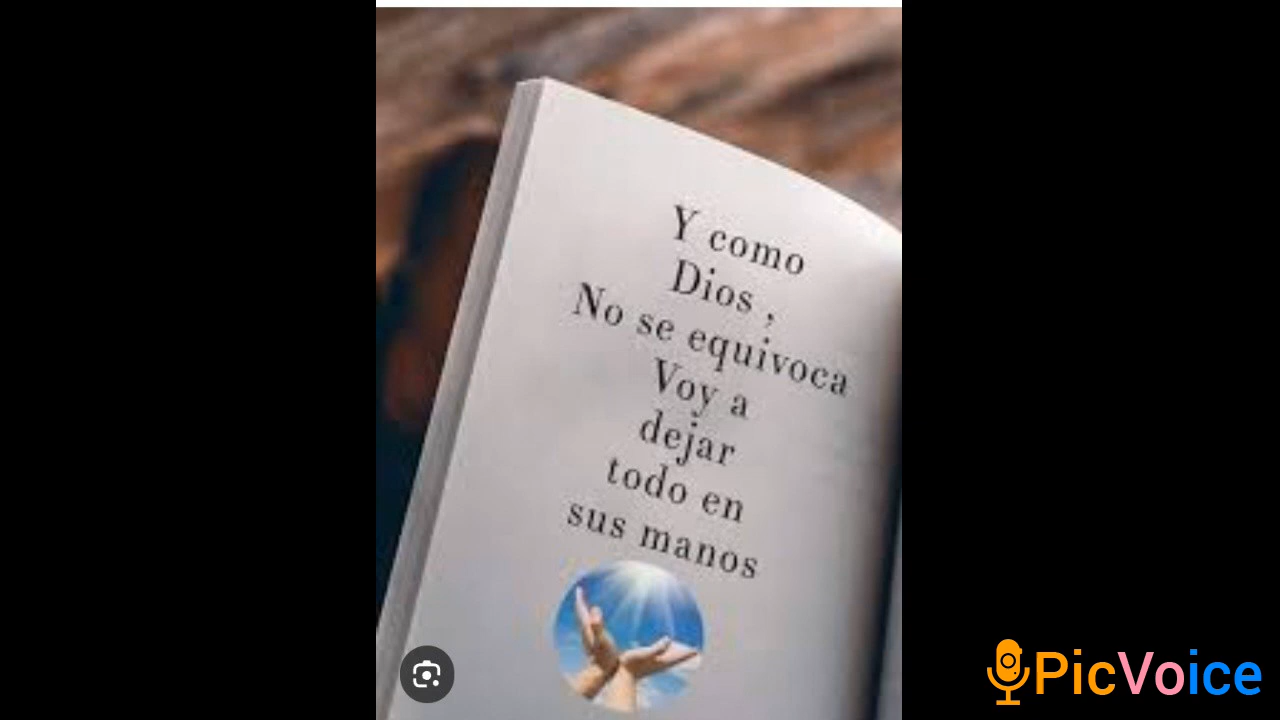 Y como
Dios ,
No se equivoca
Voy a
dejar
todo en
sus manos
PicVoice